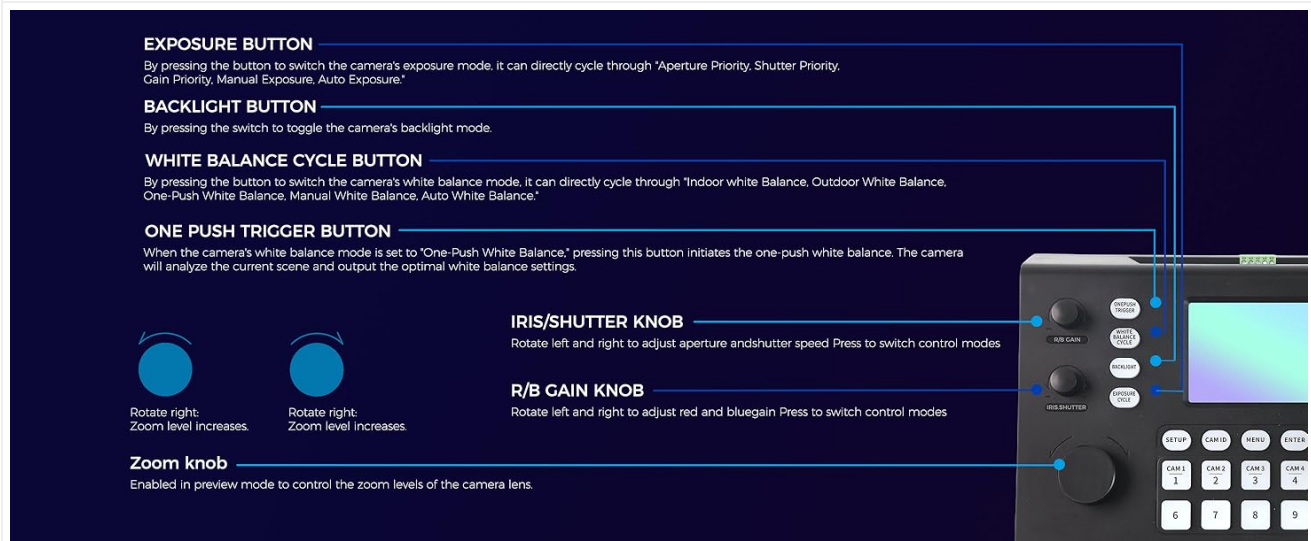 EXPOSURE BUTTON
By pressing the button to switch the camera's exposure mode, it can directly cycle through "Aperture Priority, Shutter Priority,
Gain Priority, Manual Exposure, Auto Exposure."
BACKLIGHT BUTTON
By pressing the switch to toggle the camera's backlight mode.
WHITE BALANCE CYCLE BUTTON
By pressing the button to switch the camera's white balance mode, it can directly cycle through "Indoor white Balance, Outdoor White Balance,
One-Push White Balance, Manual White Balance, Auto White Balance."
ONE PUSH TRIGGER BUTTON
When the camera's white balance mode is set to "One-Push White Balance," pressing this button initiates the one-push white balance. The camera
will analyze the current scene and output the optimal white balance settings.
IRIS/SHUTTER KNOB
Rotate left and right to adjust aperture andshutter speed Press to switch control modes
R/B GAIN KNOB
Rotate left and right to adjust red and bluegain Press to switch control modes
Rotate right:
Zoom level increases.
Rotate right:
Zoom level increases.
Zoom knob
Enabled in preview mode to control the zoom levels of the camera lens.
R/B GAIN
IRIS.SHUTTER
ONEPUSH
TRIGGER
WHITE
BALANCE
CYCLE
BACKLIGHT
EXPOSURE
CYCLE
SETUP
CAM ID
MENU
ENTER
CAM 1
1
CAM 2
2
CAM 3
3
CAM 4
4
6
7
8
9